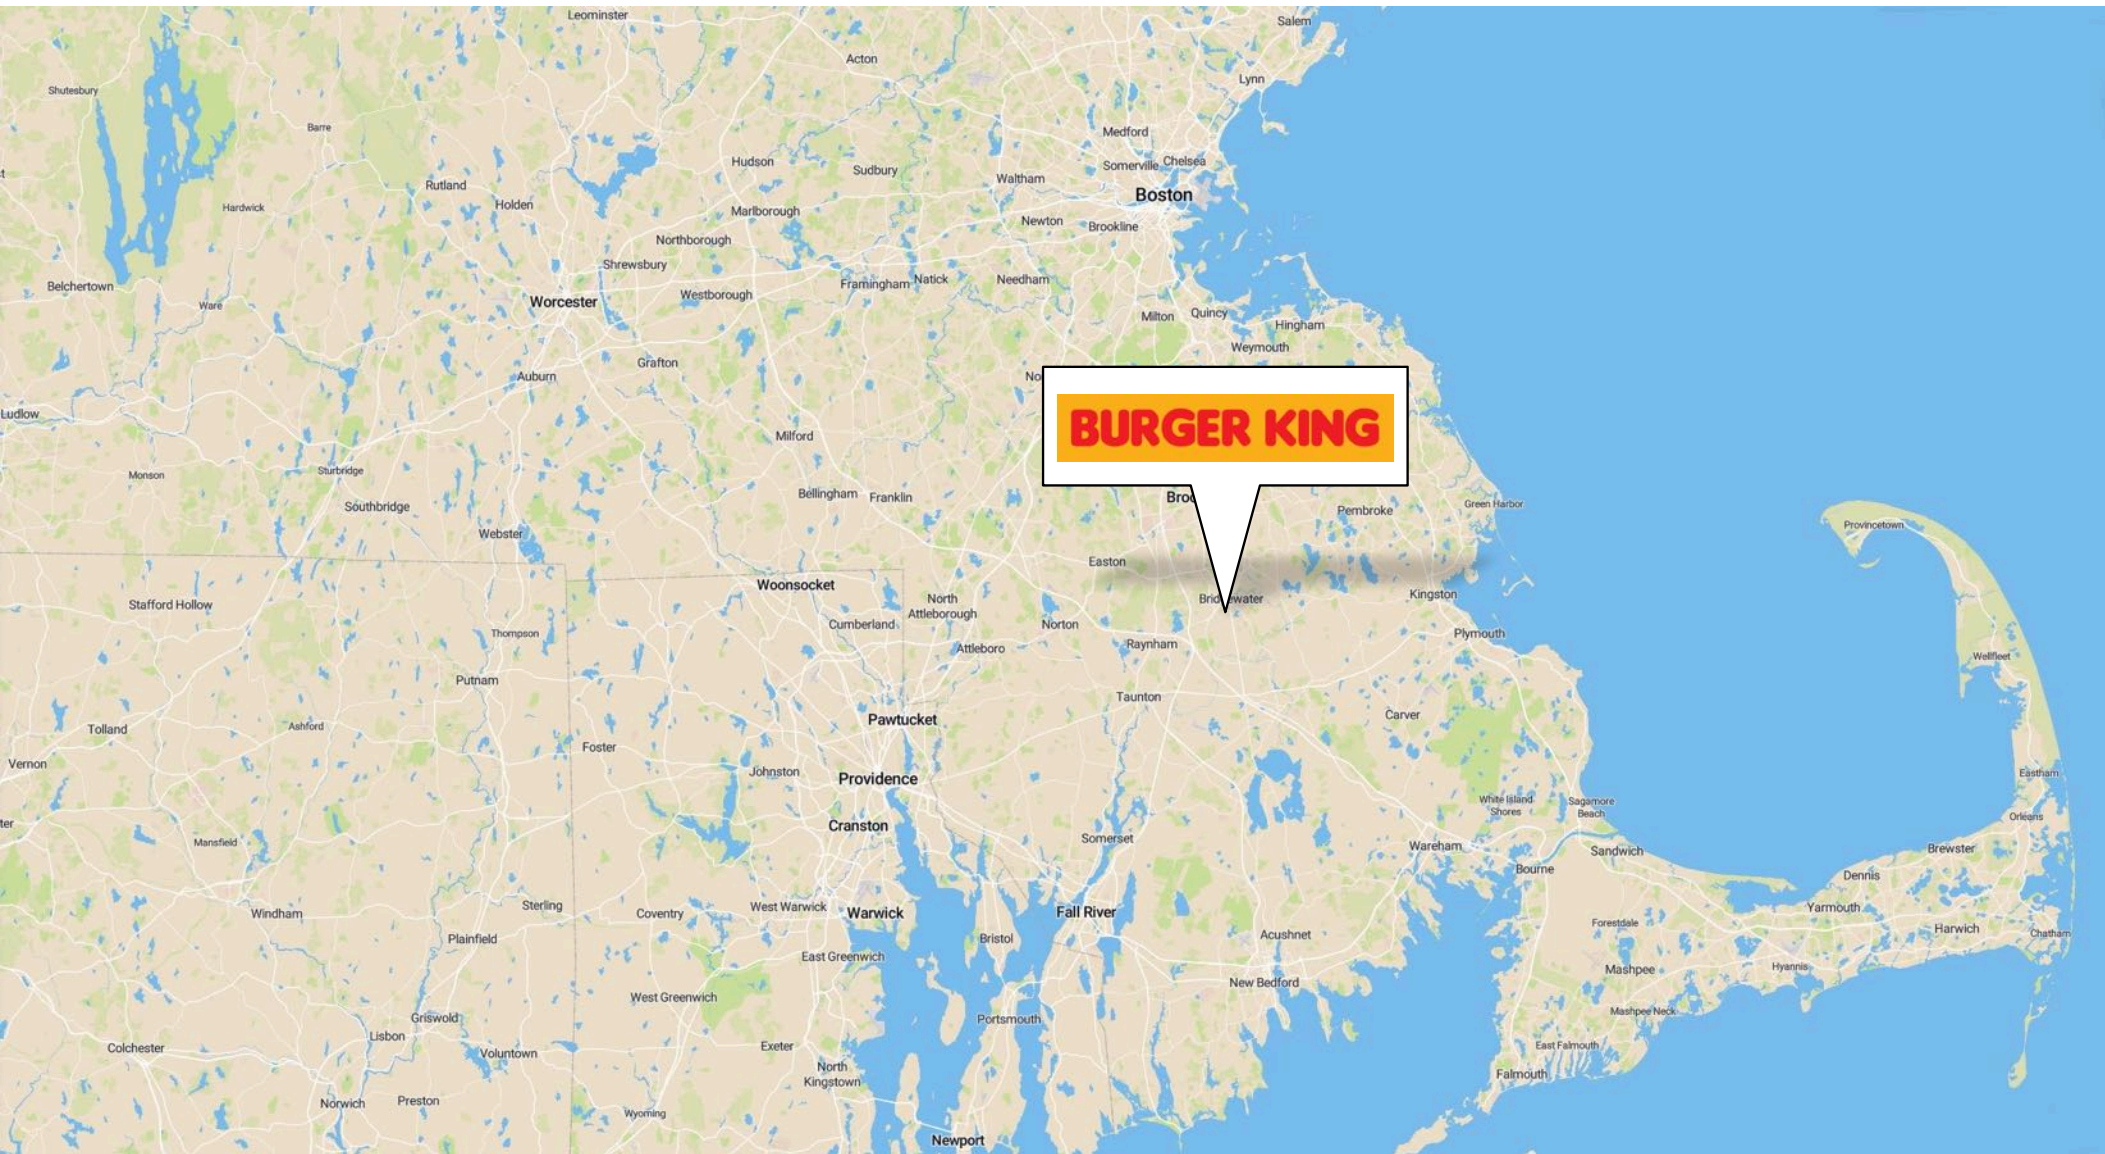 Leominster
Salem
Acton
Lynn
Shutesbury
Barre
Medford
Hudson
Somerville
Chelsea
Sudbury
Waltham
Rutland
Boston
Holden
Hardwick
Marlborough
Newton
Brookline
Northborough
Shrewsbury
Framingham
Natick
Needham
Belchertown
Westborough
Worcester
Ware
Milton
Quincy
Hingham
Weymouth
Grafton
Auburn
No
Ludlow
BURGER KING
Milford
Sturbridge
Monson
Bellingham
Franklin
Broc
Green Harbor
Southbridge
Pembroke
Provincetown
Webster
Easton
Woonsocket
Kingston
North
Attleborough
Bridgewater
Stafford Hollow
Cumberland
Norton
Thompson
Plymouth
Raynham
Attleboro
Wellfleet
Putnam
Taunton
Carver
Pawtucket
Ashford
Tolland
Foster
Vernon
Johnston
Eastham
Providence
White Island
Shores
Sagamore
Beach
Orleans
ter
Cranston
Somerset
Mansfield
Wareham
Brewster
Sandwich
Bourne
Dennis
Sterling
West Warwick
Yarmouth
Windham
Coventry
Warwick
Fall River
Forestdale
Harwich
Chatham
Acushnet
Plainfield
Bristol
East Greenwich
Mashpee
Hyannis
New Bedford
West Greenwich
Mashpee Neck
Griswold
Portsmouth
Lisbon
Colchester
Voluntown
Exeter
East Falmouth
North
Kingstown
Falmouth
Norwich
Preston
Wyoming
Newport